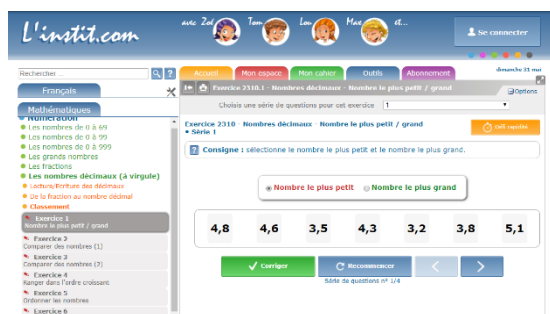 L'instit.com
avec Zoé Tom Lou Max et...
Se connecter
Rechercher ...
?
Accueil Mon espace Mon cahier Outils Abonnement
dimanche 31 mai
Français
Exercice 2310.1 - Nombres décimaux - Nombre le plus petit / grand
Options
Choisis une série de questions pour cet exercice 1
Mathématiques
Numération
Les nombres de 0 à 69
Les nombres de 0 à 99
Les nombres de 0 à 999
Les grands nombres
Les fractions
Les nombres décimaux (à virgule)
Lecture/Ecriture des décimaux
De la fraction au nombre décimal
Classement
Exercice 1
Nombre le plus petit / grand
Exercice 2
Comparer des nombres (1)
Exercice 3
Comparer des nombres (2)
Exercice 4
Ranger dans l'ordre croissant
Exercice 5
Ordonner les nombres
Exercice 6
Exercice 2310 - Nombres décimaux - Nombre le plus petit / grand
• Série 1
Défi rapidité
? Consigne : sélectionne le nombre le plus petit et le nombre le plus grand.
Nombre le plus petit Nombre le plus grand
4,8 4,6 3,5 4,3 3,2 3,8 5,1
Corriger Recommencer
Série de questions n° 1/4